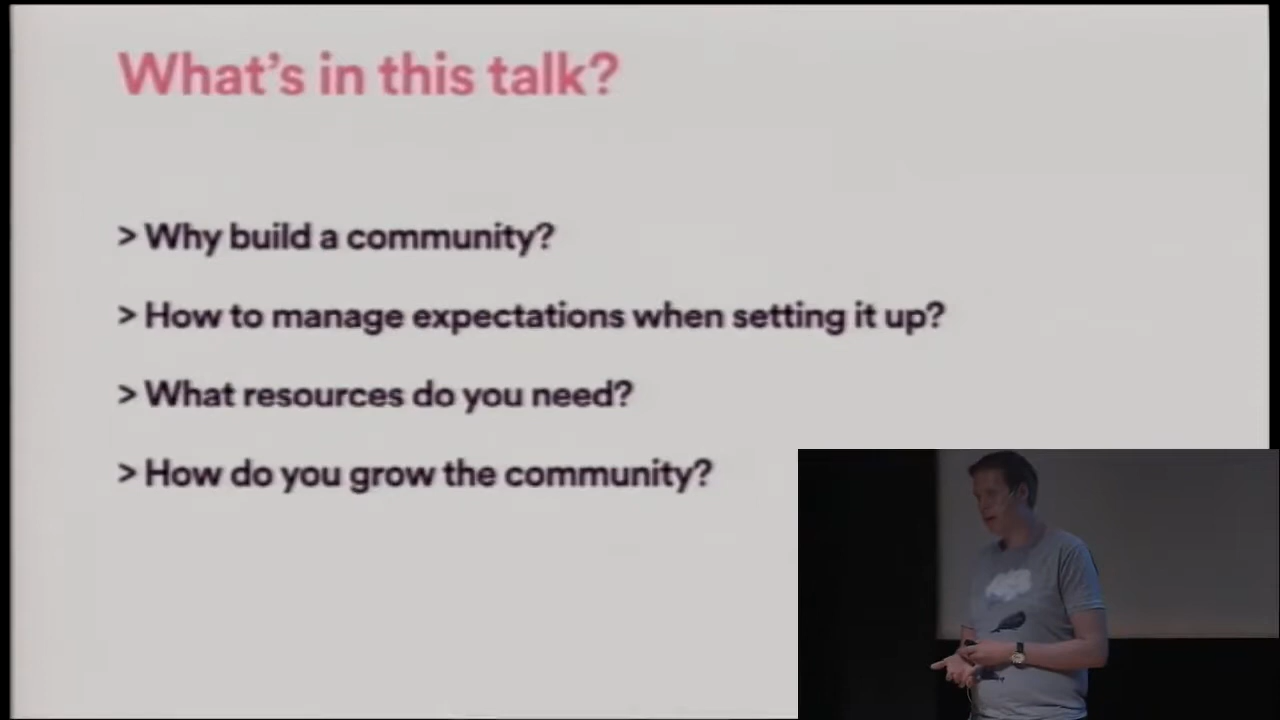 What's in this talk?
> Why build a community?
> How to manage expectations when setting it up?
> What resources do you need?
> How do you grow the community?